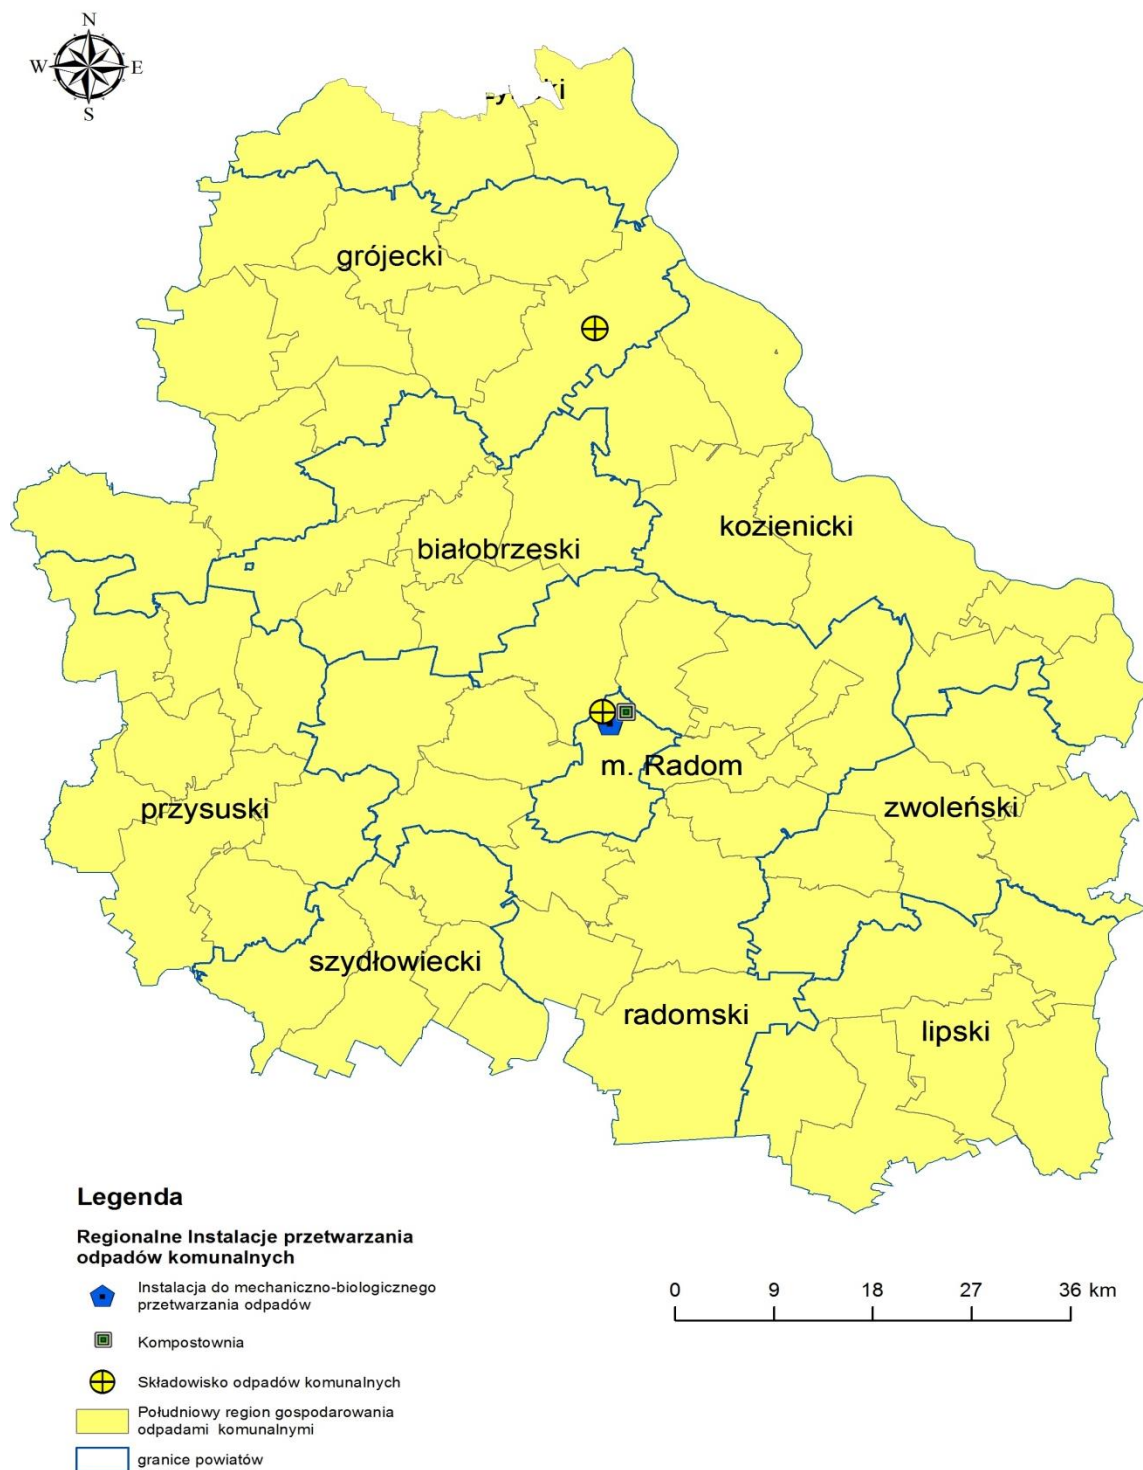 N
W E
S
grójecki
kozienicki
białobrzeski
m. Radom
przysuski
zwoleński
szydłowiecki
radomski
lipski
Legenda
Regionalne Instalacje przetwarzania
odpadów komunalnych
Instalacja do mechaniczno-biologicznego
przetwarzania odpadów
Kompostownia
Składowisko odpadów komunalnych
Południowy region gospodarowania
odpadami komunalnymi
granice powiatów
0 9 18 27 36 km